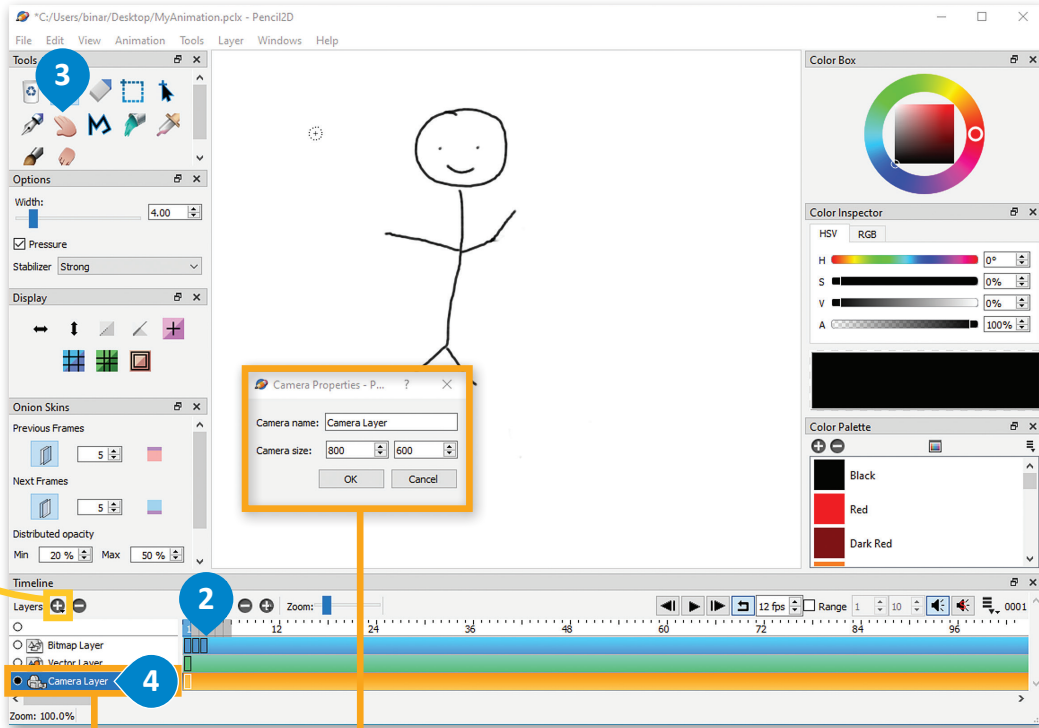 *C:/Users/binar/Desktop/MyAnimation.pclx - Pencil2D
File Edit View Animation Tools Layer Windows Help
Tools
3
Options
Width:
4.00
Pressure
Stabilizer Strong
Display
Onion Skins
Previous Frames
5
Next Frames
5
Distributed opacity
Min 20 % Max 50 %
Camera Properties - P... ?
Camera name: Camera Layer
Camera size: 800 600
OK Cancel
Color Box
Color Inspector
HSV RGB
H 0°
S 0%
V 0%
A 100%
Color Palette
Black
Red
Dark Red
Timeline
Layers 2 Zoom: 12 fps Range 1 10 0001
1 12 24 36 48 60 72 84 96
Bitmap Layer
Vector Layer
Camera Layer 4
Zoom: 100.0%